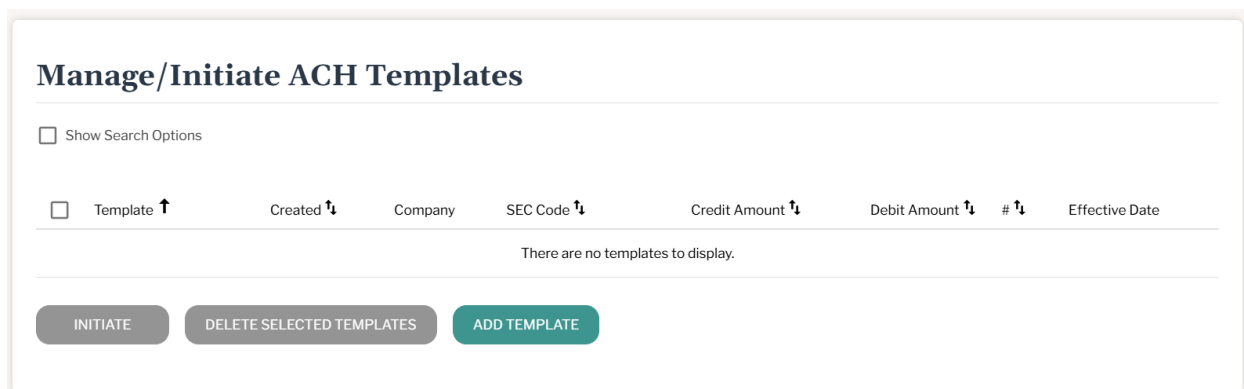 Manage/Initiate ACH Templates
Show Search Options
Template Created Company SEC Code Credit Amount Debit Amount # Effective Date
There are no templates to display.
INITIATE DELETE SELECTED TEMPLATES ADD TEMPLATE